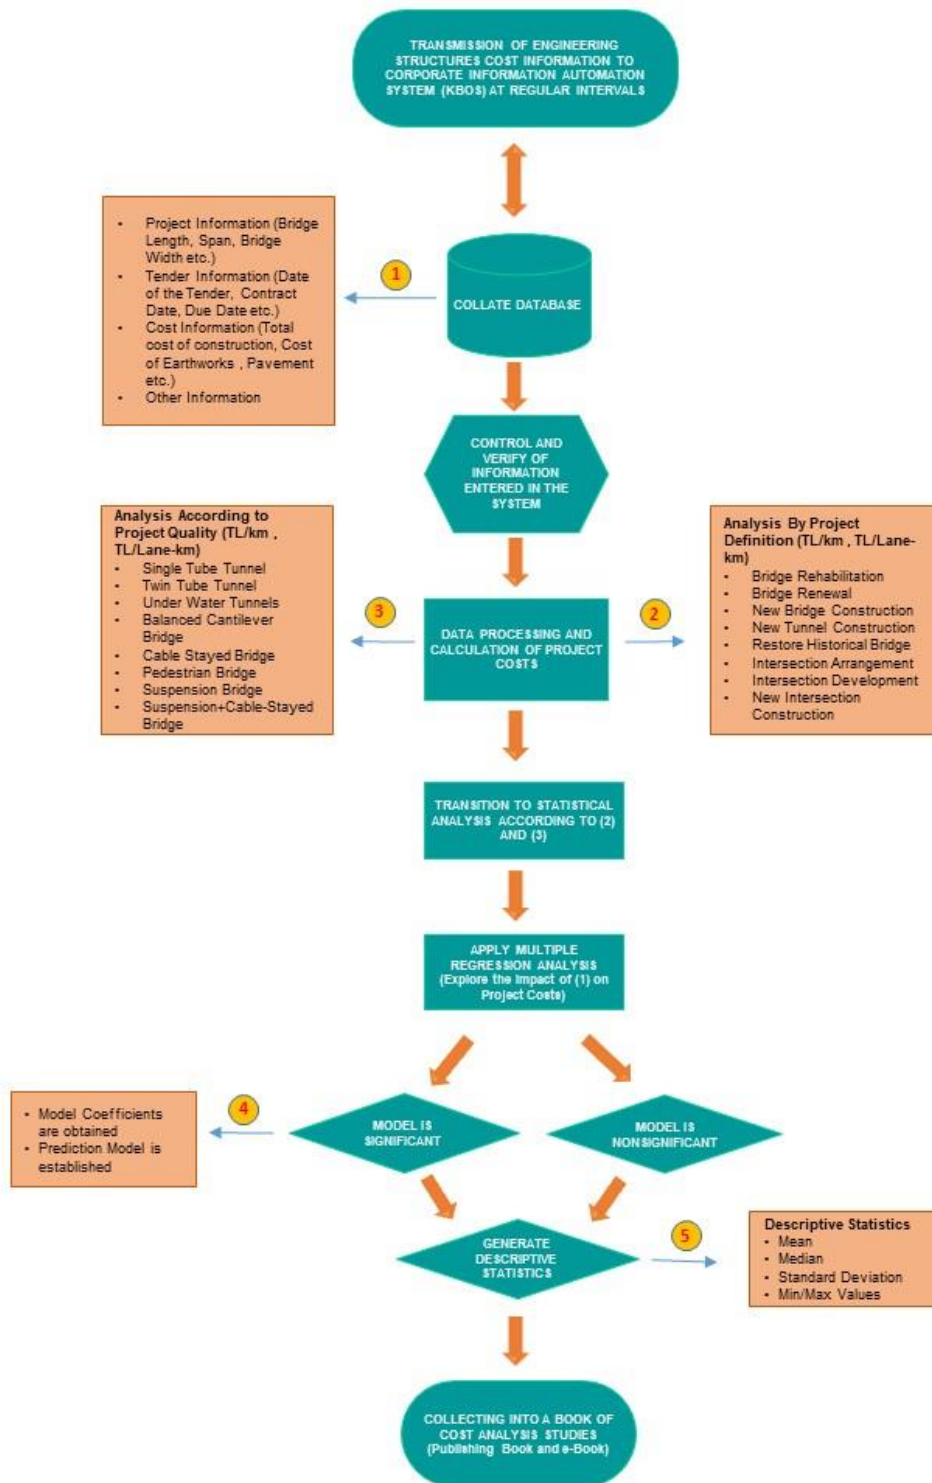 TRANSMISSION OF ENGINEERING
STRUCTURES COST INFORMATION TO
CORPORATE INFORMATION AUTOMATION
SYSTEM (KBOS) AT REGULAR INTERVALS
• Project Information (Bridge
Length, Span, Bridge
Width etc.)
• Tender Information (Date
of the Tender, Contract
Date, Due Date etc.)
• Cost Information (Total
cost of construction, Cost
of Earthworks , Pavement
etc.)
• Other Information
1
COLLATE DATABASE
CONTROL AND
VERIFY OF
INFORMATION
ENTERED IN THE
SYSTEM
Analysis According to
Project Quality (TL/km ,
TL/Lane-km)
• Single Tube Tunnel
• Twin Tube Tunnel
• Under Water Tunnels
• Balanced Cantilever
Bridge
• Cable Stayed Bridge
• Pedestrian Bridge
• Suspension Bridge
• Suspension+Cable-Stayed
Bridge
3
DATA PROCESSING AND
CALCULATION OF PROJECT
COSTS
2
Analysis By Project
Definition (TL/km , TL/Lane-
km)
• Bridge Rehabilitation
• Bridge Renewal
• New Bridge Construction
• New Tunnel Construction
• Restore Historical Bridge
• Intersection Arrangement
• Intersection Development
• New Intersection
Construction
TRANSITION TO STATISTICAL
ANALYSIS ACCORDING TO (2)
AND (3)
APPLY MULTIPLE
REGRESSION ANALYSIS
(Explore the Impact of (1) on
Project Costs)
• Model Coefficients
are obtained
• Prediction Model is
established
4
MODEL IS
SIGNIFICANT
MODEL IS
NONSIGNIFICANT
GENERATE
DESCRIPTIVE
STATISTICS
5
Descriptive Statistics
• Mean
• Median
• Standard Deviation
• Min/Max Values
COLLECTING INTO A BOOK OF
COST ANALYSIS STUDIES
(Publishing Book and e-Book)